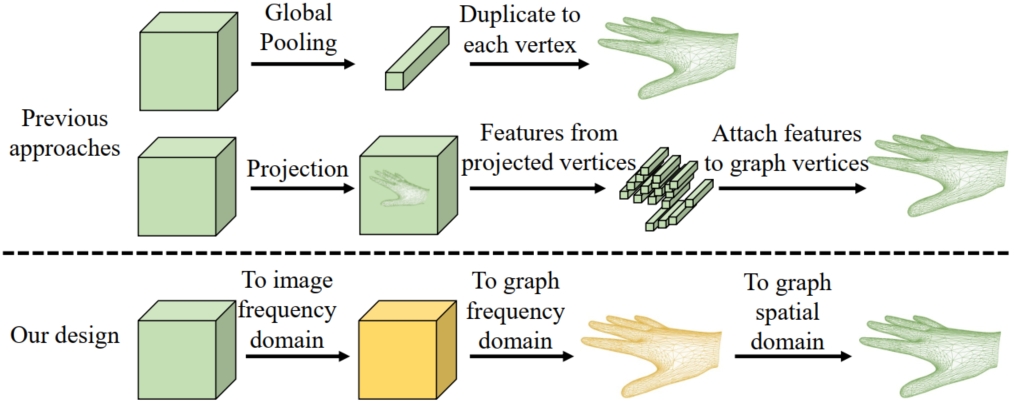 Global
Pooling
Duplicate to
each vertex
Previous
approaches
Projection
Features from
projected vertices
Attach features
to graph vertices
Our design
To image
frequency
domain
To graph
frequency
domain
To graph
spatial
domain